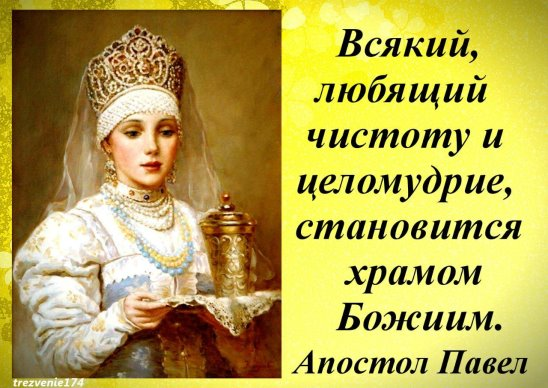 Всякий,
любящий
чистоту и
целомудрие,
становится
храмом
Божиим.
Апостол Павел
trezvenie174